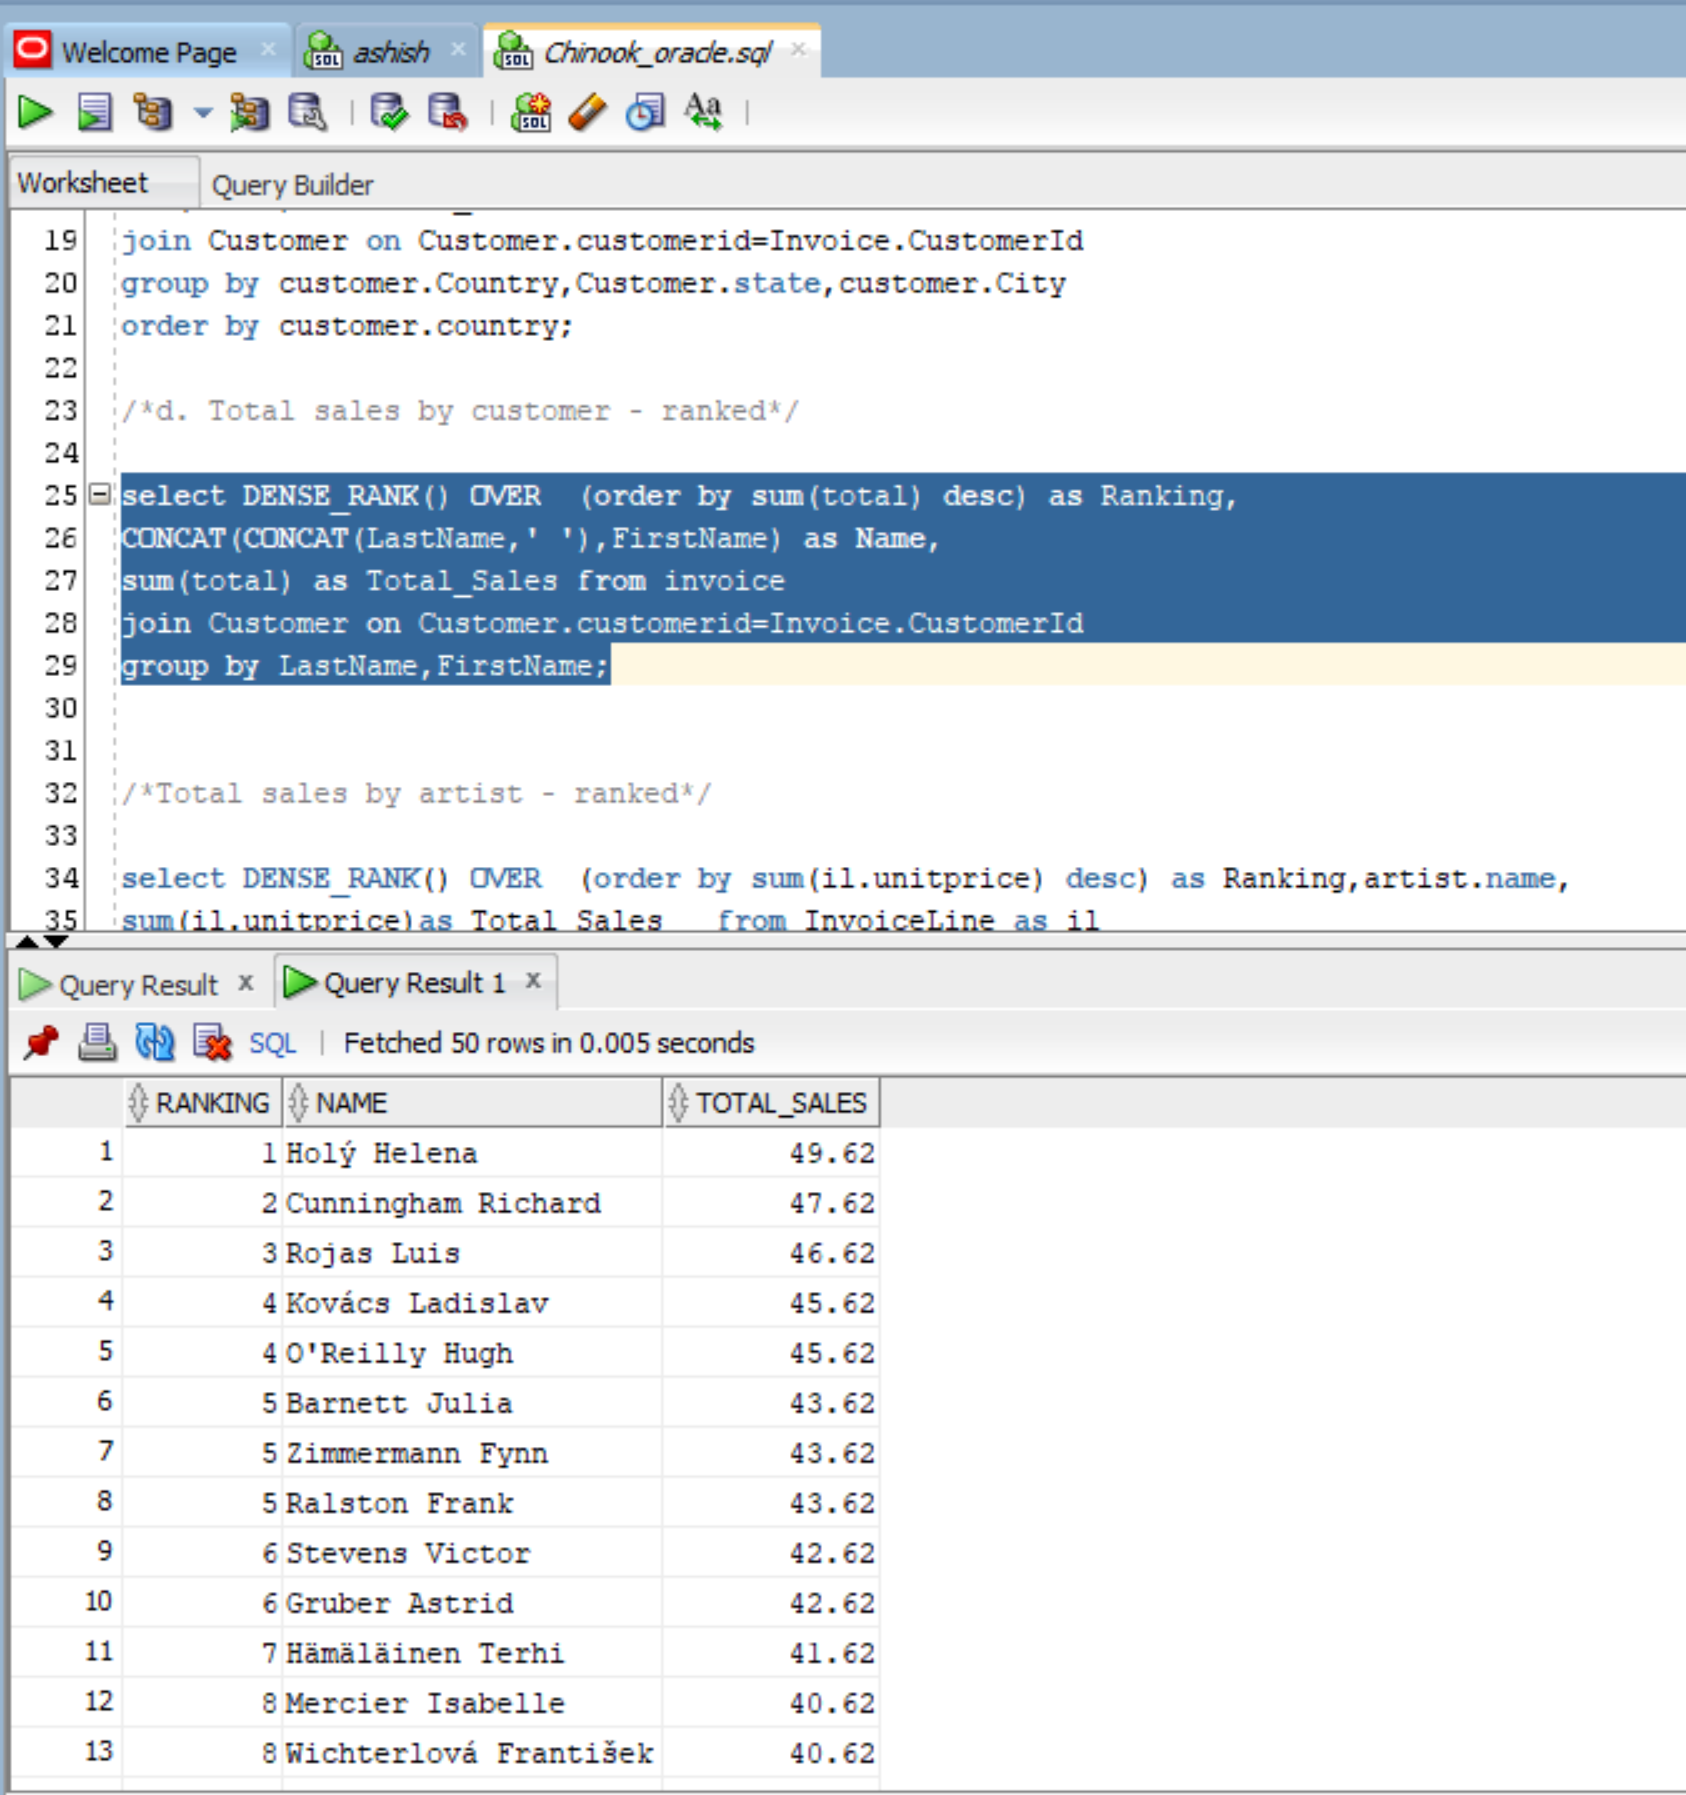 Welcome Page ashish Chinook_oracle.sql
Worksheet Query Builder
19 join Customer on Customer.customerid=Invoice.CustomerId
20 group by customer.Country,Customer.state,customer.City
21 order by customer.country;
22
23 /*d. Total sales by customer - ranked*/
24
25 select DENSE_RANK() OVER  (order by sum(total) desc) as Ranking,
26 CONCAT(CONCAT(LastName,' '),FirstName) as Name,
27 sum(total) as Total_Sales from invoice
28 join Customer on Customer.customerid=Invoice.CustomerId
29 group by LastName,FirstName;
30
31
32 /*Total sales by artist - ranked*/
33
34 select DENSE_RANK() OVER  (order by sum(il.unitprice) desc) as Ranking,artist.name,
35 sum(il.unitprice)as Total_Sales   from InvoiceLine as il
Query Result x Query Result 1 x
SQL | Fetched 50 rows in 0.005 seconds
RANKING NAME TOTAL_SALES
1 1 Holý Helena 49.62
2 2 Cunningham Richard 47.62
3 3 Rojas Luis 46.62
4 4 Kovács Ladislav 45.62
5 4 O'Reilly Hugh 45.62
6 5 Barnett Julia 43.62
7 5 Zimmermann Fynn 43.62
8 5 Ralston Frank 43.62
9 6 Stevens Victor 42.62
10 6 Gruber Astrid 42.62
11 7 Hämäläinen Terhi 41.62
12 8 Mercier Isabelle 40.62
13 8 Wichterlová František 40.62